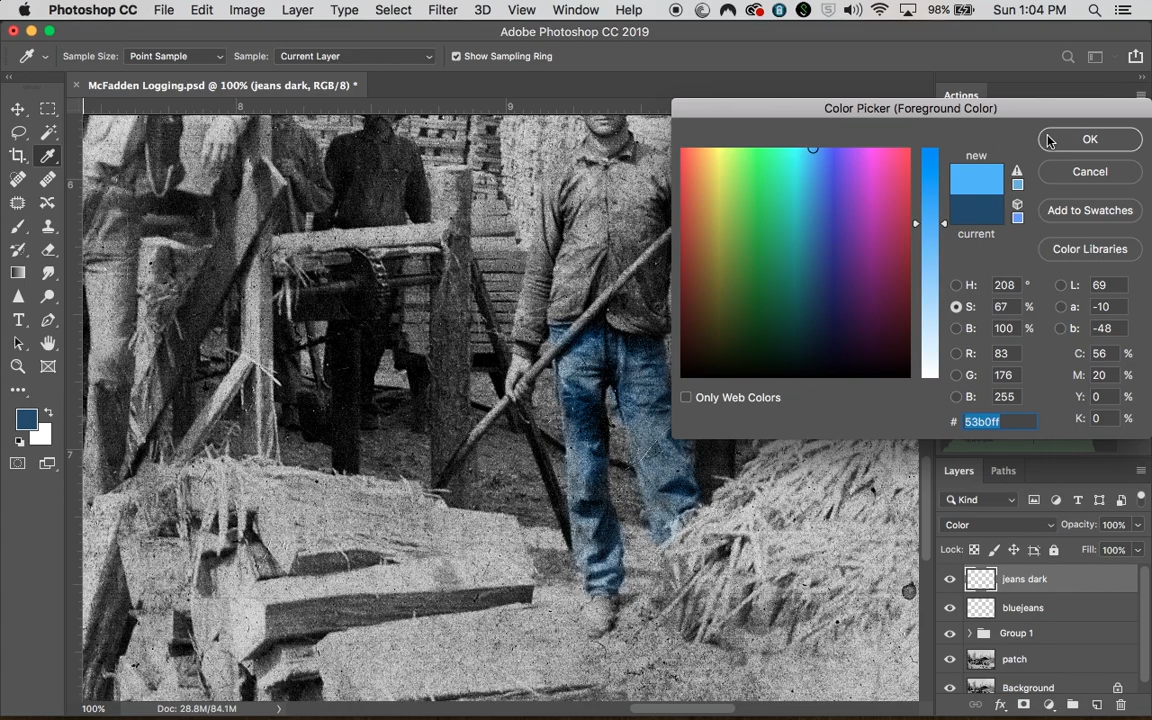 Photoshop CC File Edit Image Layer Type Select Filter 3D View Window Help 98% Sun 1:04 PM
Adobe Photoshop CC 2019
Sample Size: Point Sample Sample: Current Layer Show Sampling Ring
McFadden Logging.psd @ 100% (jeans dark, RGB/8) *
Actions
8 9
6
7
Color Picker (Foreground Color)
new
current
OK
Cancel
Add to Swatches
Color Libraries
H: 208 ° L: 69
S: 67 % a: -10
B: 100 % b: -48
R: 83 C: 56 %
G: 176 M: 20 %
B: 255 Y: 0 %
# 53b0ff K: 0 %
Only Web Colors
Layers Paths
Kind
Color Opacity: 100%
Lock: Fill: 100%
jeans dark
bluejeans
Group 1
patch
Background
100% Doc: 28.8M/84.1M